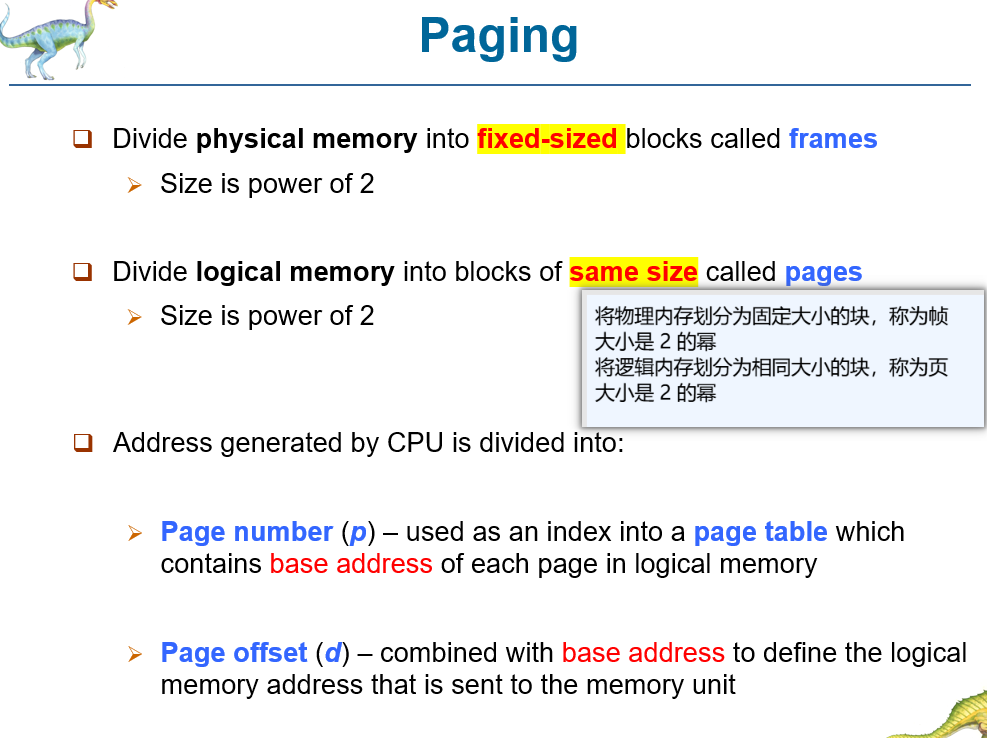 Paging
Divide physical memory into fixed-sized blocks called frames
Size is power of 2
Divide logical memory into blocks of same size called pages
Size is power of 2
将物理内存划分为固定大小的块，称为帧
大小是 2 的幂
将逻辑内存划分为相同大小的块，称为页
大小是 2 的幂
Address generated by CPU is divided into:
Page number (p) – used as an index into a page table which
contains base address of each page in logical memory
Page offset (d) – combined with base address to define the logical
memory address that is sent to the memory unit